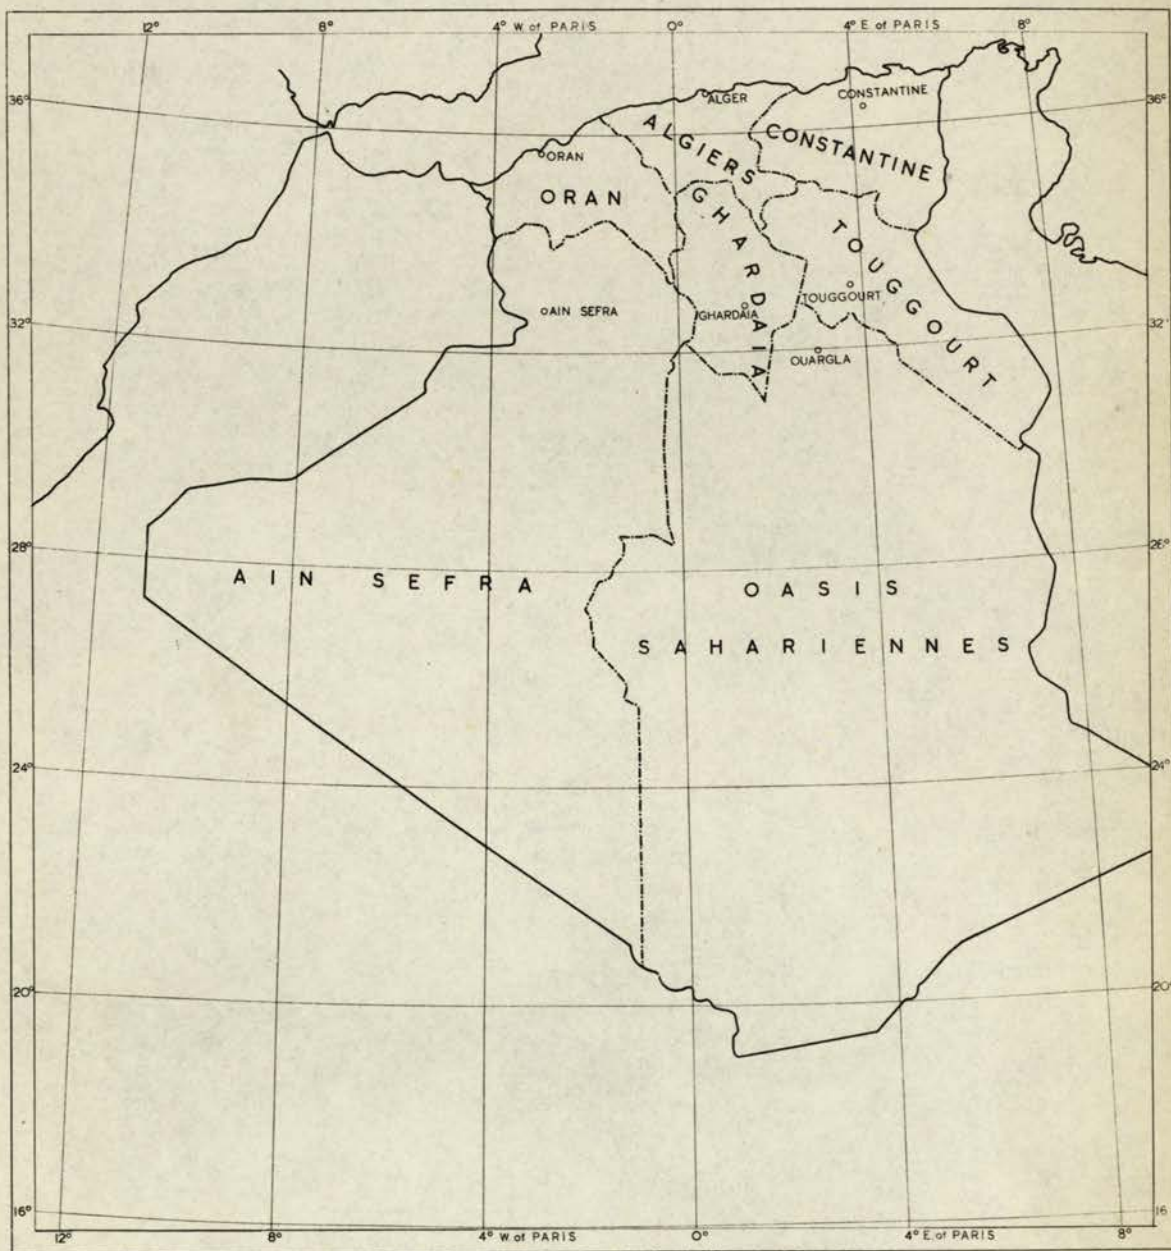 12° 8° 4° W. of PARIS 0° 4° E. of PARIS 8°
36° 36°
ALGER
CONSTANTINE
ALGIERS
CONSTANTINE
ORAN
ORAN
GHARDAIA
TOUGGOURT
TOUGGOURT
GHARDAÏA
AIN SEFRA
32° 32°
OUARGLA
28° 28°
AIN SEFRA
OASIS
SAHARIENNES
24° 24°
20° 20°
16° 16
12° 8° 4° W. of PARIS 0° 4° E. of PARIS 8°